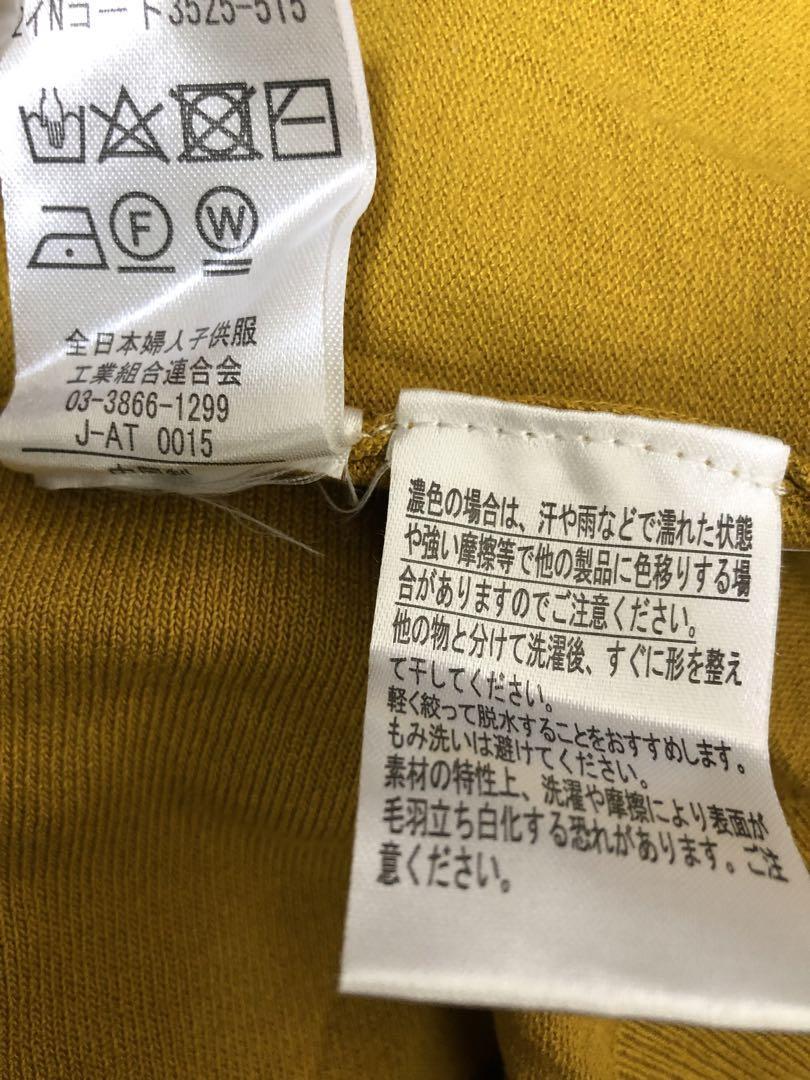 コード3525-515
F
W
全日本婦人子供服
工業組合連合会
03-3866-1299
J-AT 0015
濃色の場合は、汗や雨などで濡れた状態
や強い摩擦等で他の製品に色移りする場
合がありますのでご注意ください。
他の物と分けて洗濯後、すぐに形を整え
て干してください。
軽く絞って脱水することをおすすめします。
もみ洗いは避けてください。
素材の特性上、洗濯や摩擦により表面が
毛羽立ち白化する恐れがあります。ご注
意ください。